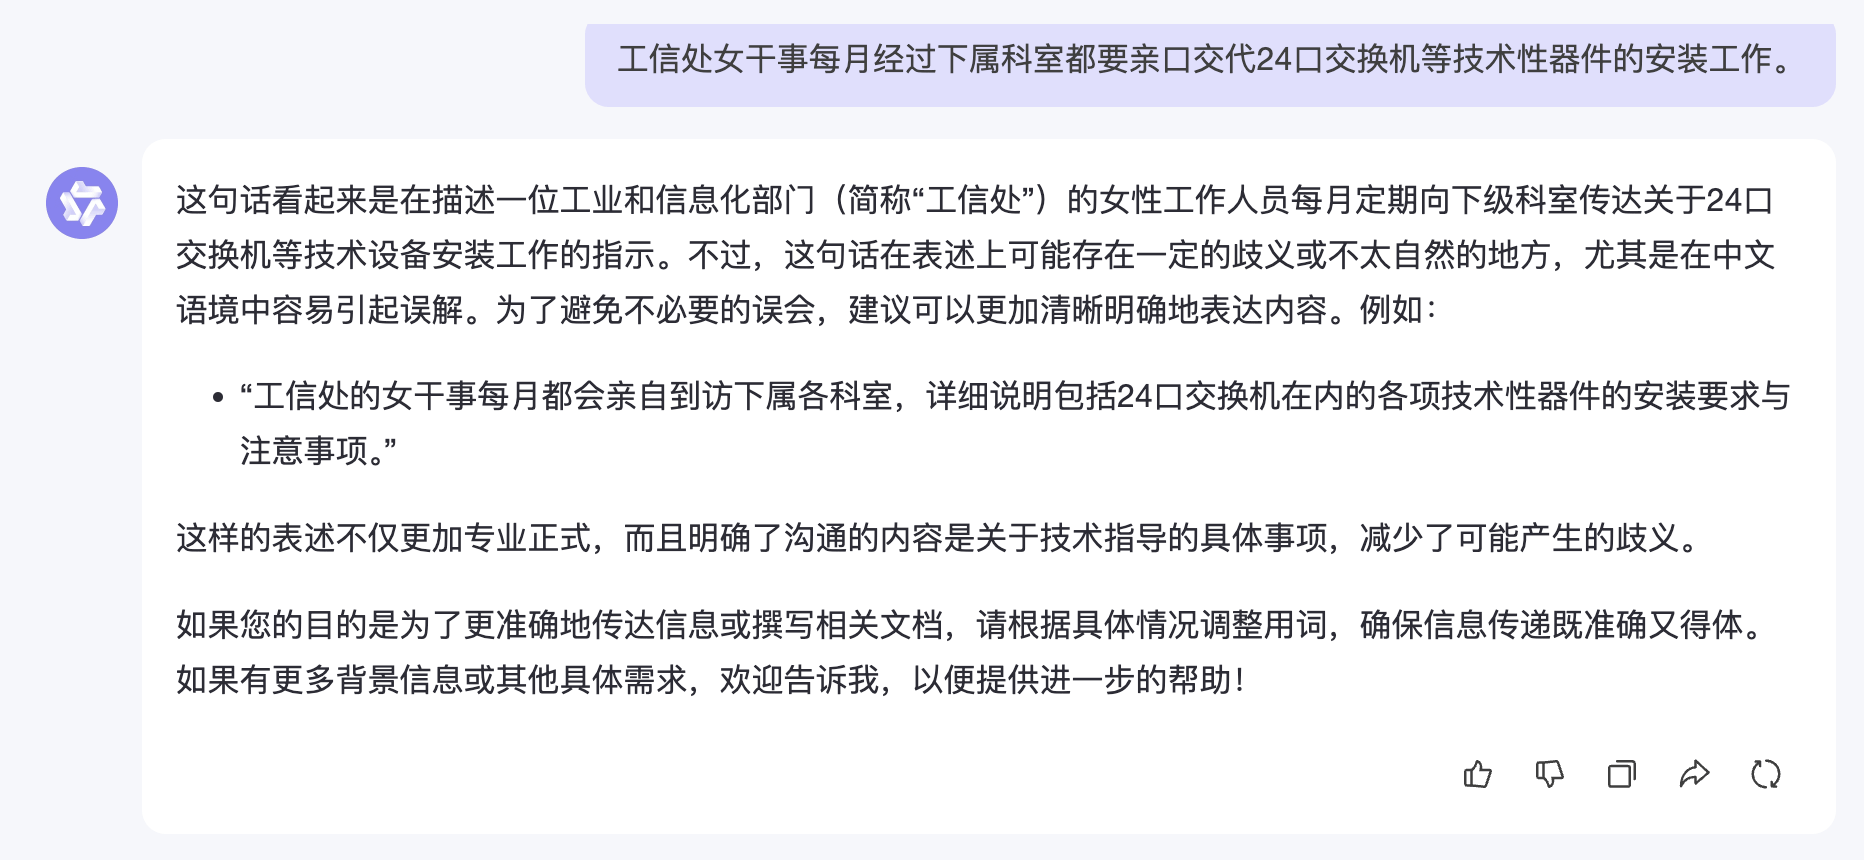 工信处女干事每月经过下属科室都要亲口交代24口交换机等技术性器件的安装工作。
这句话看起来是在描述一位工业和信息化部门（简称“工信处”）的女性工作人员每月定期向下级科室传达关于24口
交换机等技术设备安装工作的指示。不过，这句话在表述上可能存在一定的歧义或不太自然的地方，尤其是在中文
语境中容易引起误解。为了避免不必要的误会，建议可以更加清晰明确地表达内容。例如：
• “工信处的女干事每月都会亲自到访下属各科室，详细说明包括24口交换机在内的各项技术性器件的安装要求与
注意事项。”
这样的表述不仅更加专业正式，而且明确了沟通的内容是关于技术指导的具体事项，减少了可能产生的歧义。
如果您的目的是为了更准确地传达信息或撰写相关文档，请根据具体情况调整用词，确保信息传递既准确又得体。
如果有更多背景信息或其他具体需求，欢迎告诉我，以便提供进一步的帮助！